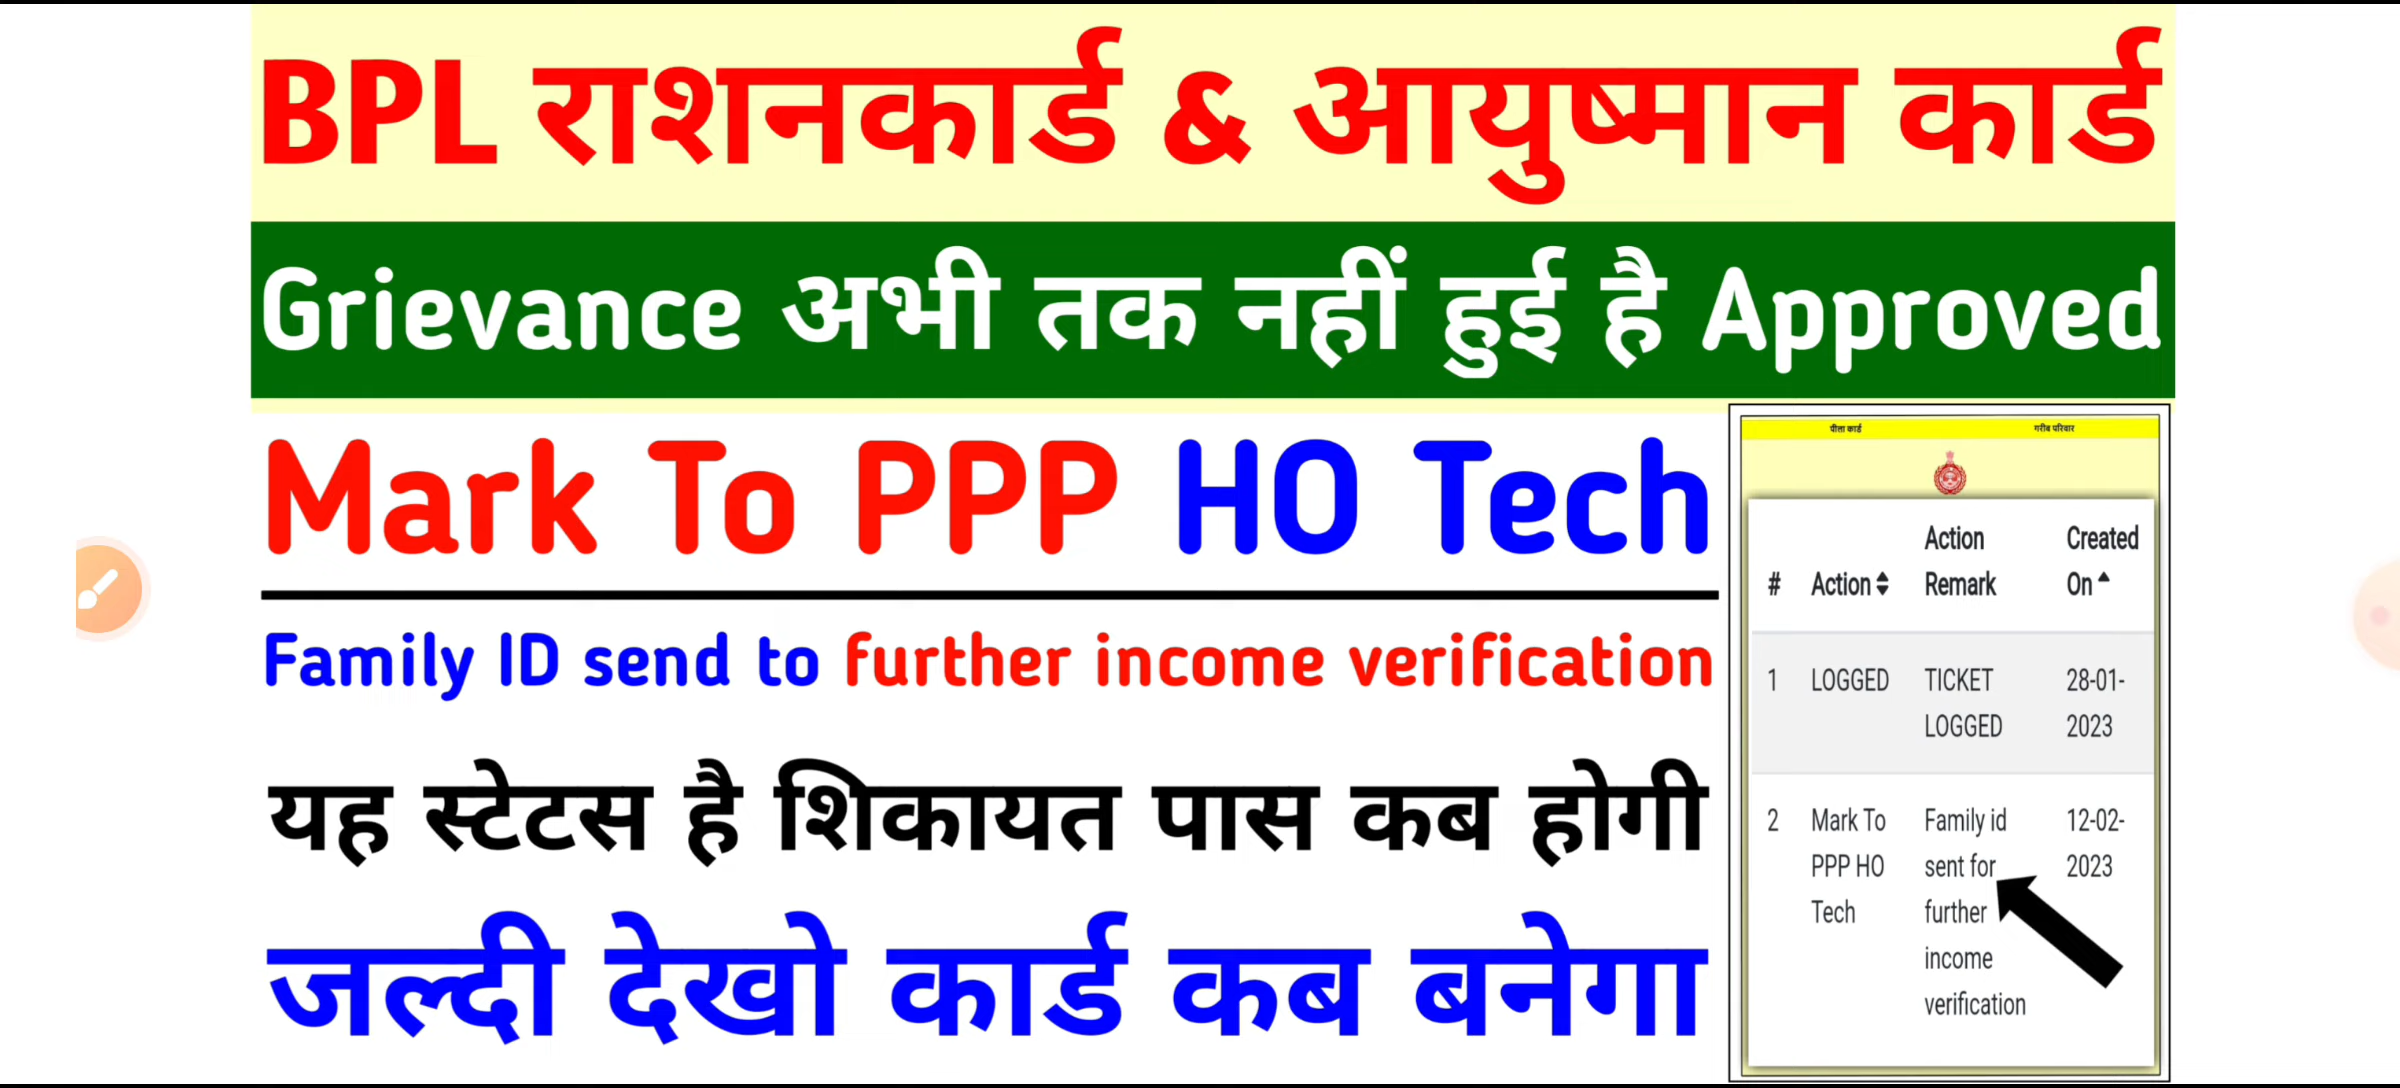 BPL राशनकार्ड & आयुष्मान कार्ड
Grievance अभी तक नहीं हुई है Approved
Mark To PPP HO Tech
Family ID send to further income verification
यह स्टेटस है शिकायत पास कब होगी
जल्दी देखो कार्ड कब बनेगा
पीला कार्ड गरीब परिवार
# Action Action Remark Created On
1 LOGGED TICKET LOGGED 28-01-2023
2 Mark To PPP HO Tech Family id sent for further income verification 12-02-2023